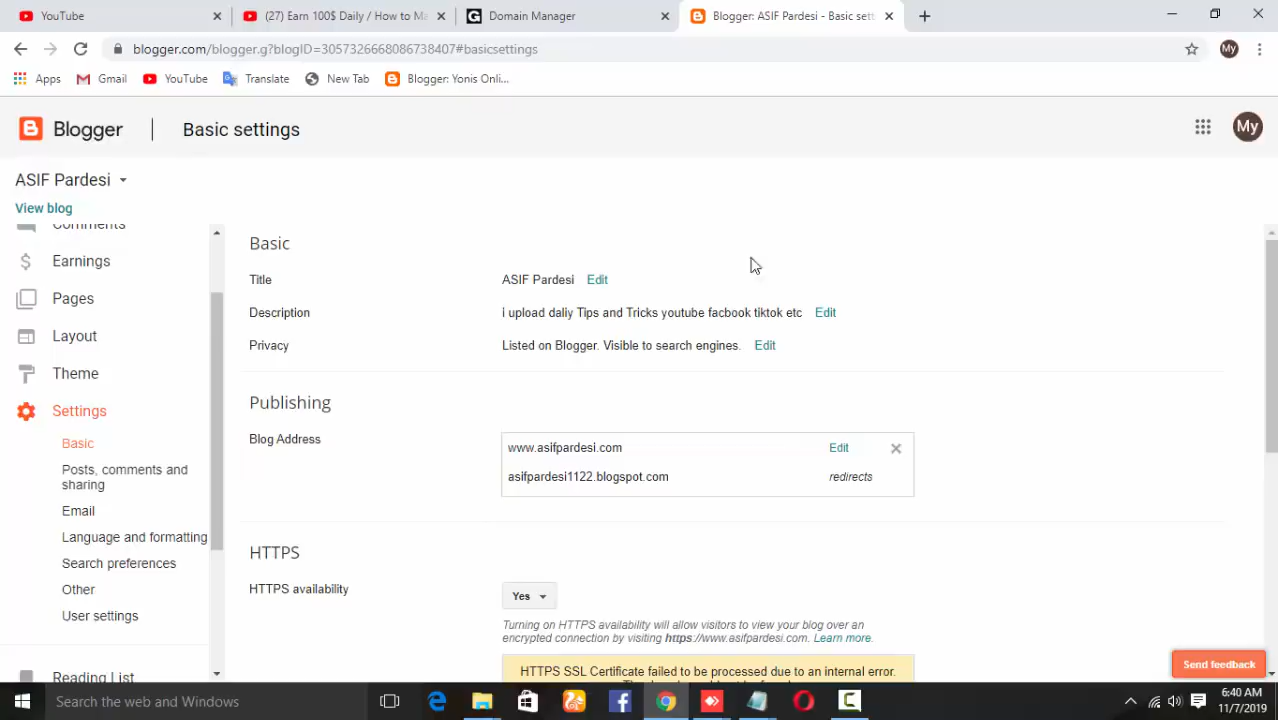 YouTube
(27) Earn 100$ Daily / How to Ma
Domain Manager
Blogger: ASIF Pardesi - Basic sett
blogger.com/blogger.g?blogID=3057326668086738407#basicsettings
My
Apps
Gmail
YouTube
Translate
New Tab
Blogger: Yonis Onli...
Blogger
Basic settings
My
ASIF Pardesi
View blog
Comments
Earnings
Pages
Layout
Theme
Settings
Basic
Posts, comments and
sharing
Email
Language and formatting
Search preferences
Other
User settings
Reading List
Basic
Title
ASIF Pardesi Edit
Description
i upload daliy Tips and Tricks youtube facbook tiktok etc Edit
Privacy
Listed on Blogger. Visible to search engines. Edit
Publishing
Blog Address
www.asifpardesi.com
Edit
asifpardesi1122.blogspot.com
redirects
HTTPS
HTTPS availability
Yes
Turning on HTTPS availability will allow visitors to view your blog over an
encrypted connection by visiting https://www.asifpardesi.com. Learn more.
HTTPS SSL Certificate failed to be processed due to an internal error.
Send feedback
Search the web and Windows
6:40 AM
11/7/2019